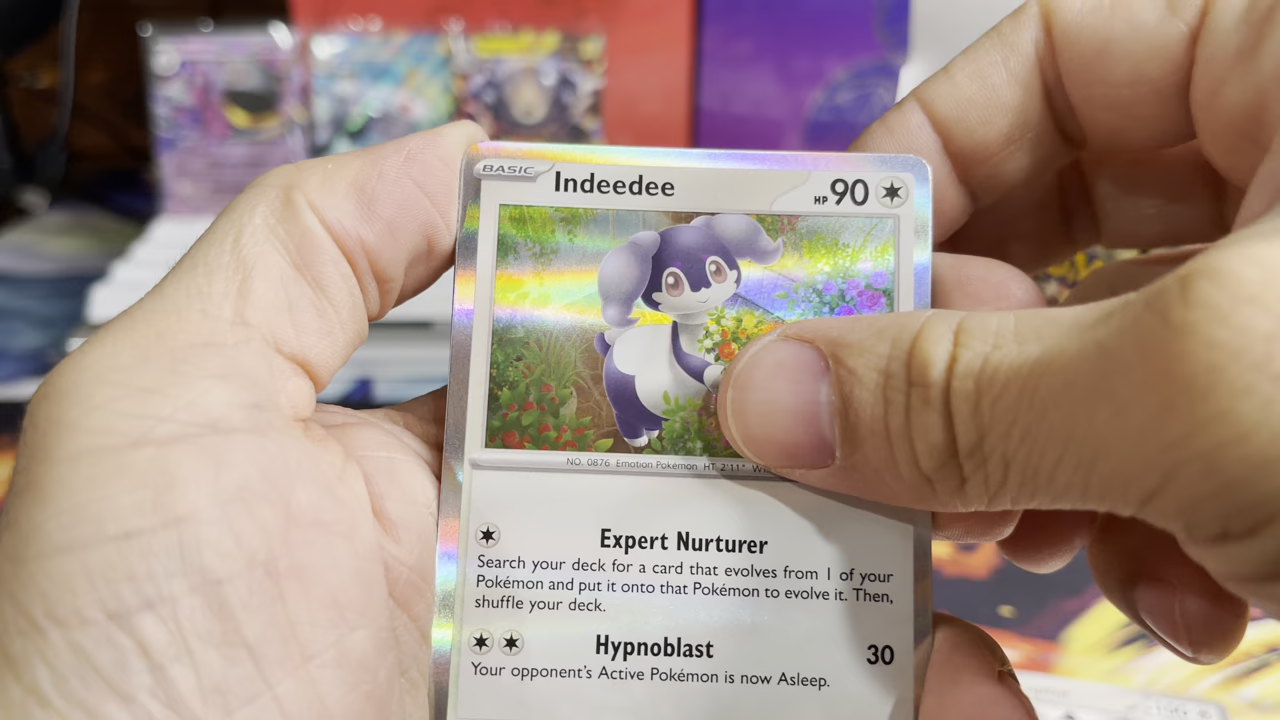 BASIC Indeedee HP 90
NO. 0876 Emotion Pokémon HT: 2'11"
Expert Nurturer
Search your deck for a card that evolves from 1 of your
Pokémon and put it onto that Pokémon to evolve it. Then,
shuffle your deck.
Hypnoblast 30
Your opponent's Active Pokémon is now Asleep.